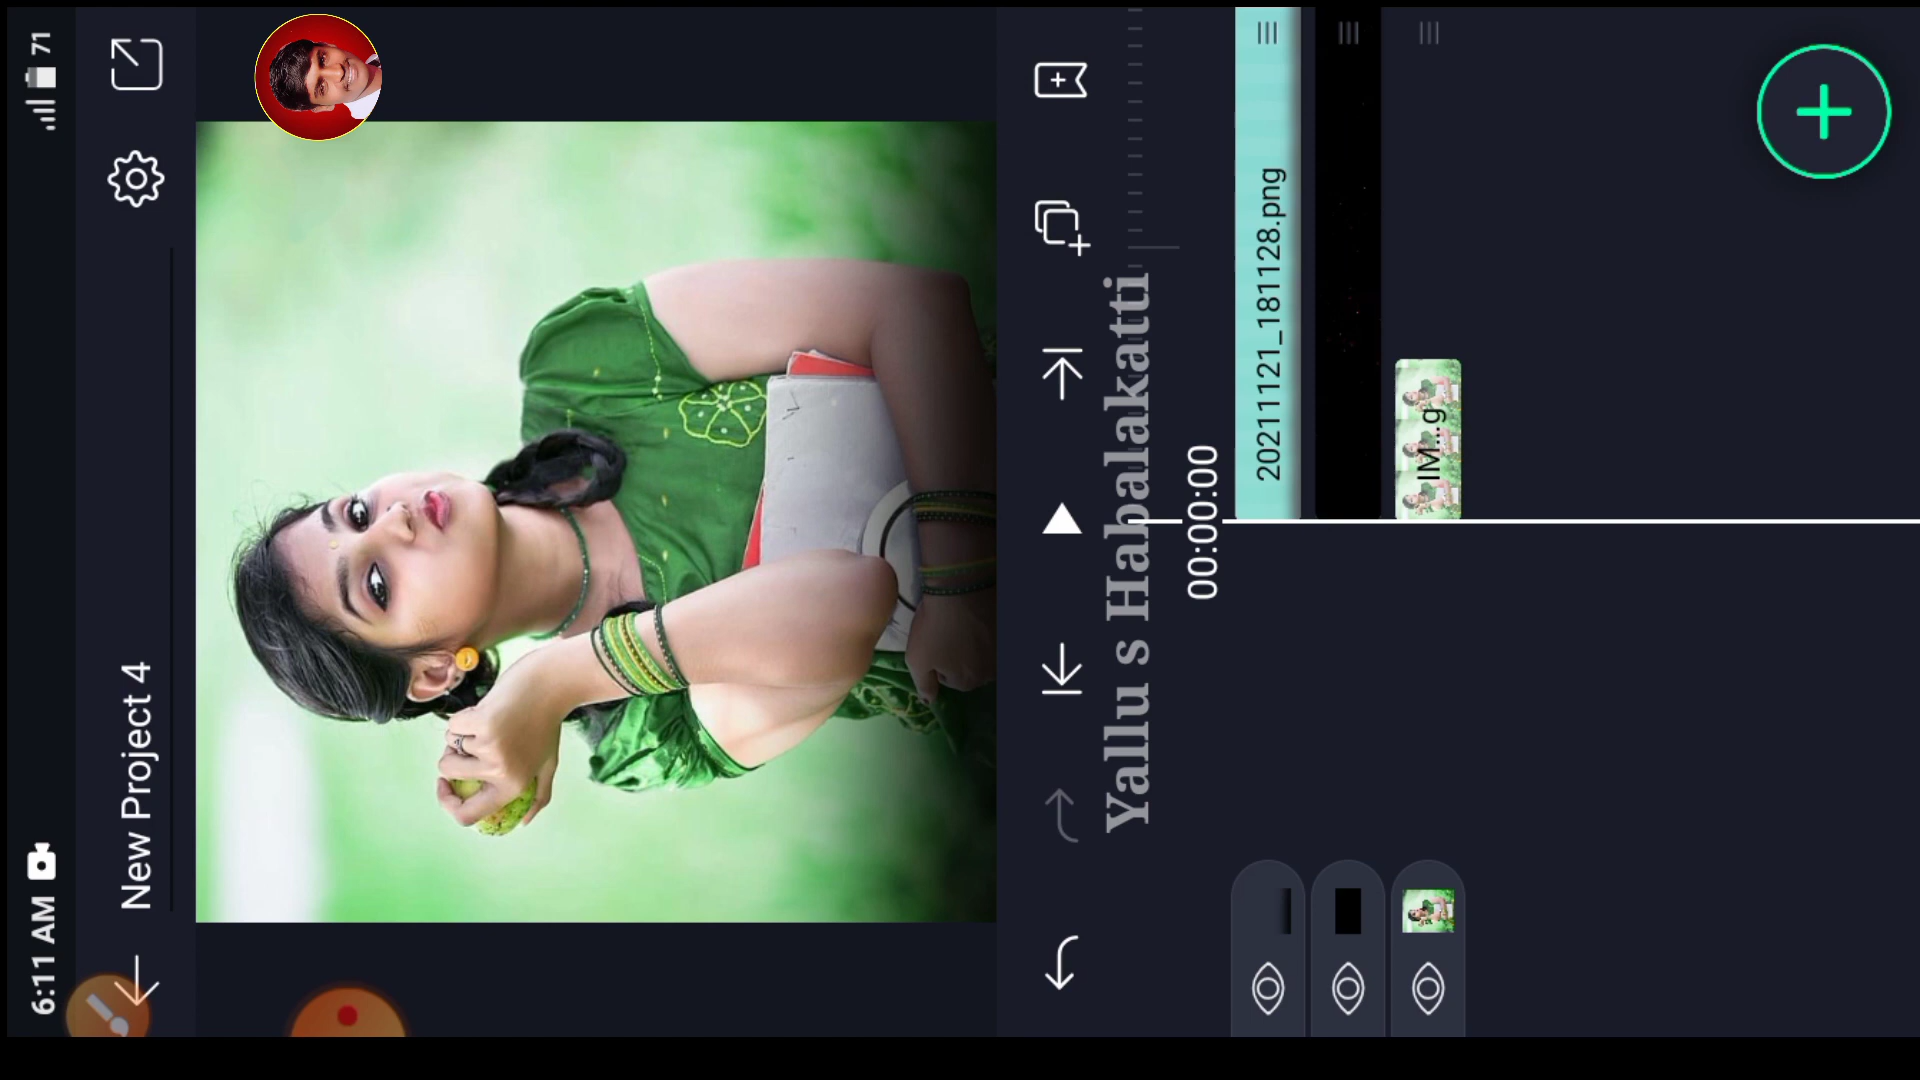 6:11 AM
71
New Project 4
Yallu s Habalakatti
00:00:00
20211121_181128.png
IM...g